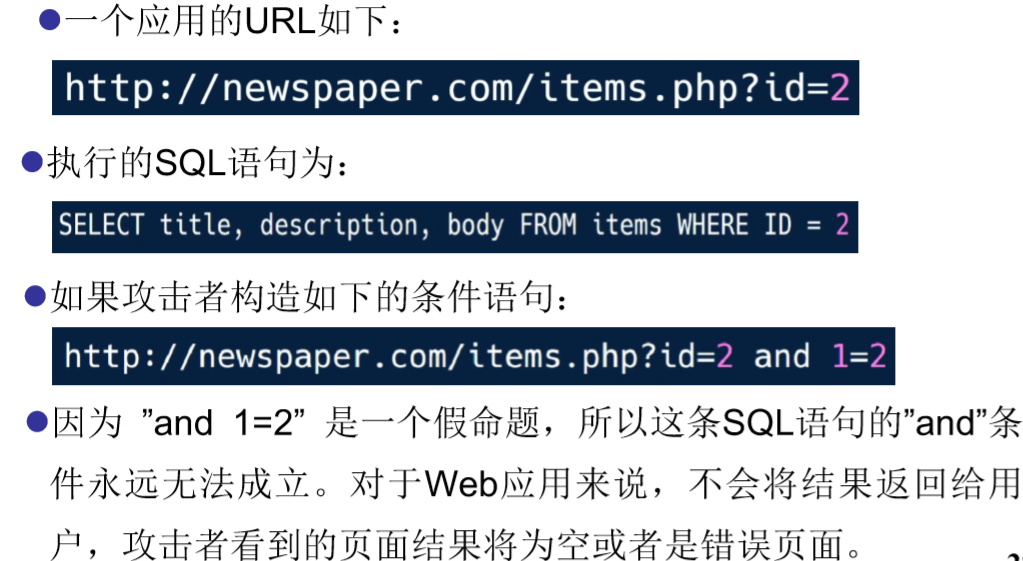 ●一个应用的URL如下：
http://newspaper.com/items.php?id=2
●执行的SQL语句为：
SELECT title, description, body FROM items WHERE ID = 2
●如果攻击者构造如下的条件语句：
http://newspaper.com/items.php?id=2 and 1=2
●因为 ”and 1=2” 是一个假命题，所以这条SQL语句的”and”条
件永远无法成立。对于Web应用来说，不会将结果返回给用
户，攻击者看到的页面结果将为空或者是错误页面。